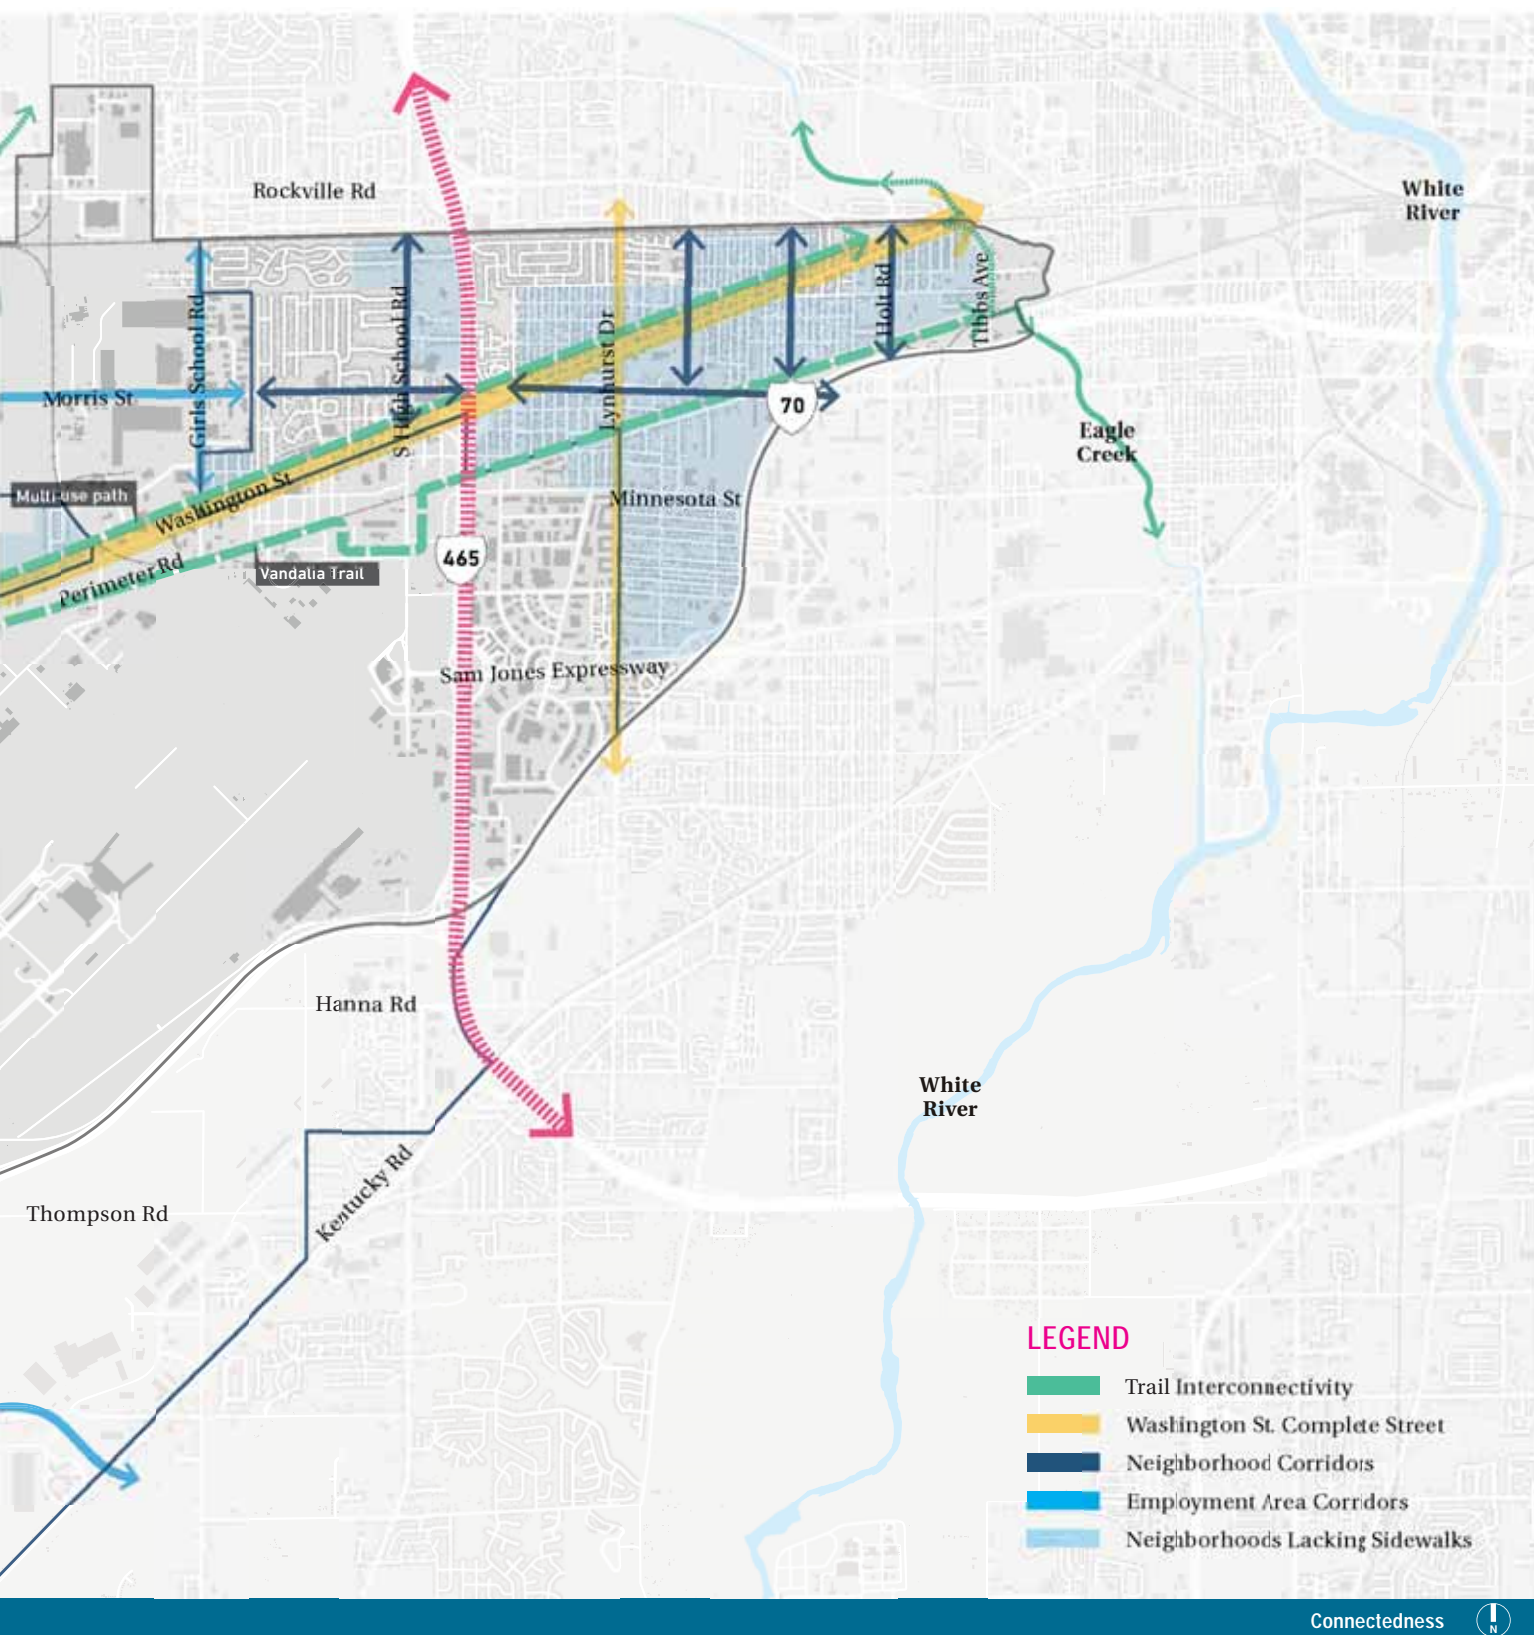 Rockville Rd
White
River
Girls School Rd
S High School Rd
Lynhurst Dr
Holt Rd
Tibbs Ave
Morris St
70
Eagle
Creek
Multi-use path
Washington St
Minnesota St
465
Perimeter Rd
Vandalia Trail
Sam Jones Expressway
Hanna Rd
White
River
Kentucky Rd
Thompson Rd
LEGEND
Trail Interconnectivity
Washington St. Complete Street
Neighborhood Corridors
Employment Area Corridors
Neighborhoods Lacking Sidewalks
Connectedness
N